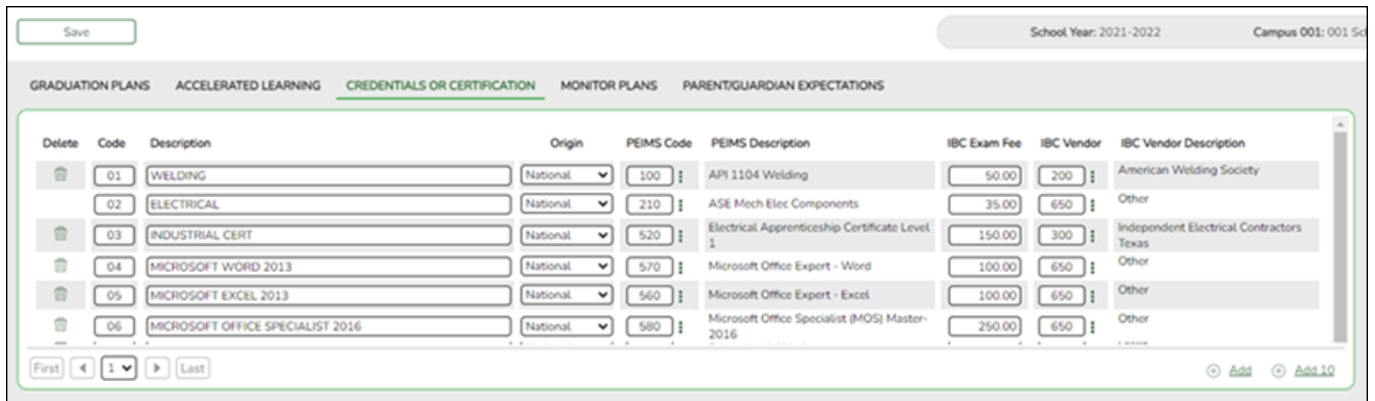 Save
School Year: 2021-2022 Campus 001: 001 Sc
GRADUATION PLANS ACCELERATED LEARNING CREDENTIALS OR CERTIFICATION MONITOR PLANS PARENT/GUARDIAN EXPECTATIONS
Delete Code Description Origin PEIMS Code PEIMS Description IBC Exam Fee IBC Vendor IBC Vendor Description
01 WELDING National 100 API 1104 Welding 50.00 200 American Welding Society
02 ELECTRICAL National 210 ASE Mech Elec Components 35.00 650 Other
03 INDUSTRIAL CERT National 520 Electrical Apprenticeship Certificate Level 1 150.00 300 Independent Electrical Contractors Texas
04 MICROSOFT WORD 2013 National 570 Microsoft Office Expert - Word 100.00 650 Other
05 MICROSOFT EXCEL 2013 National 560 Microsoft Office Expert - Excel 100.00 650 Other
06 MICROSOFT OFFICE SPECIALIST 2016 National 580 Microsoft Office Specialist (MOS) Master-2016 250.00 650 Other
First 1 Last Add Add 10